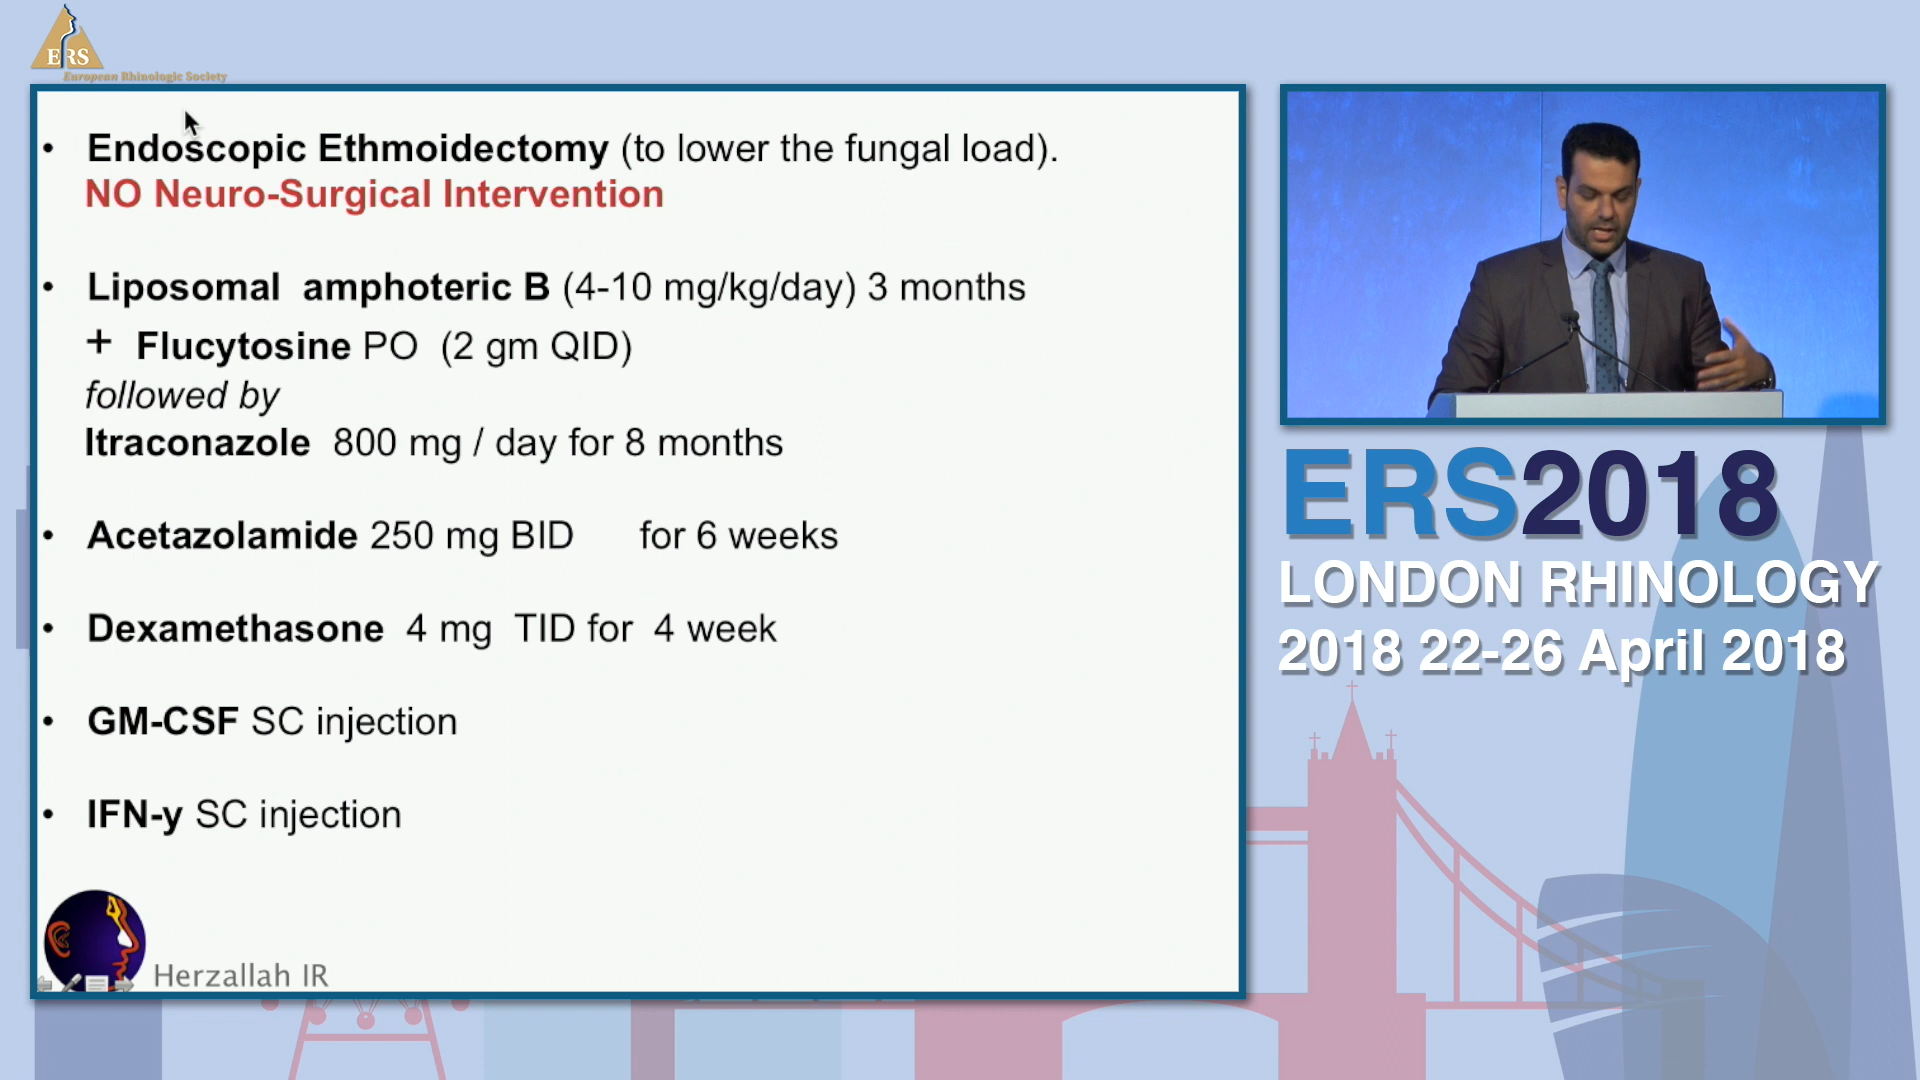 ERS
European Rhinologic Society
• Endoscopic Ethmoidectomy (to lower the fungal load).
NO Neuro-Surgical Intervention
• Liposomal amphoteric B (4-10 mg/kg/day) 3 months
+ Flucytosine PO (2 gm QID)
followed by
Itraconazole 800 mg / day for 8 months
• Acetazolamide 250 mg BID for 6 weeks
• Dexamethasone 4 mg TID for 4 week
• GM-CSF SC injection
• IFN-y SC injection
Herzallah IR
ERS2018
LONDON RHINOLOGY
2018 22-26 April 2018